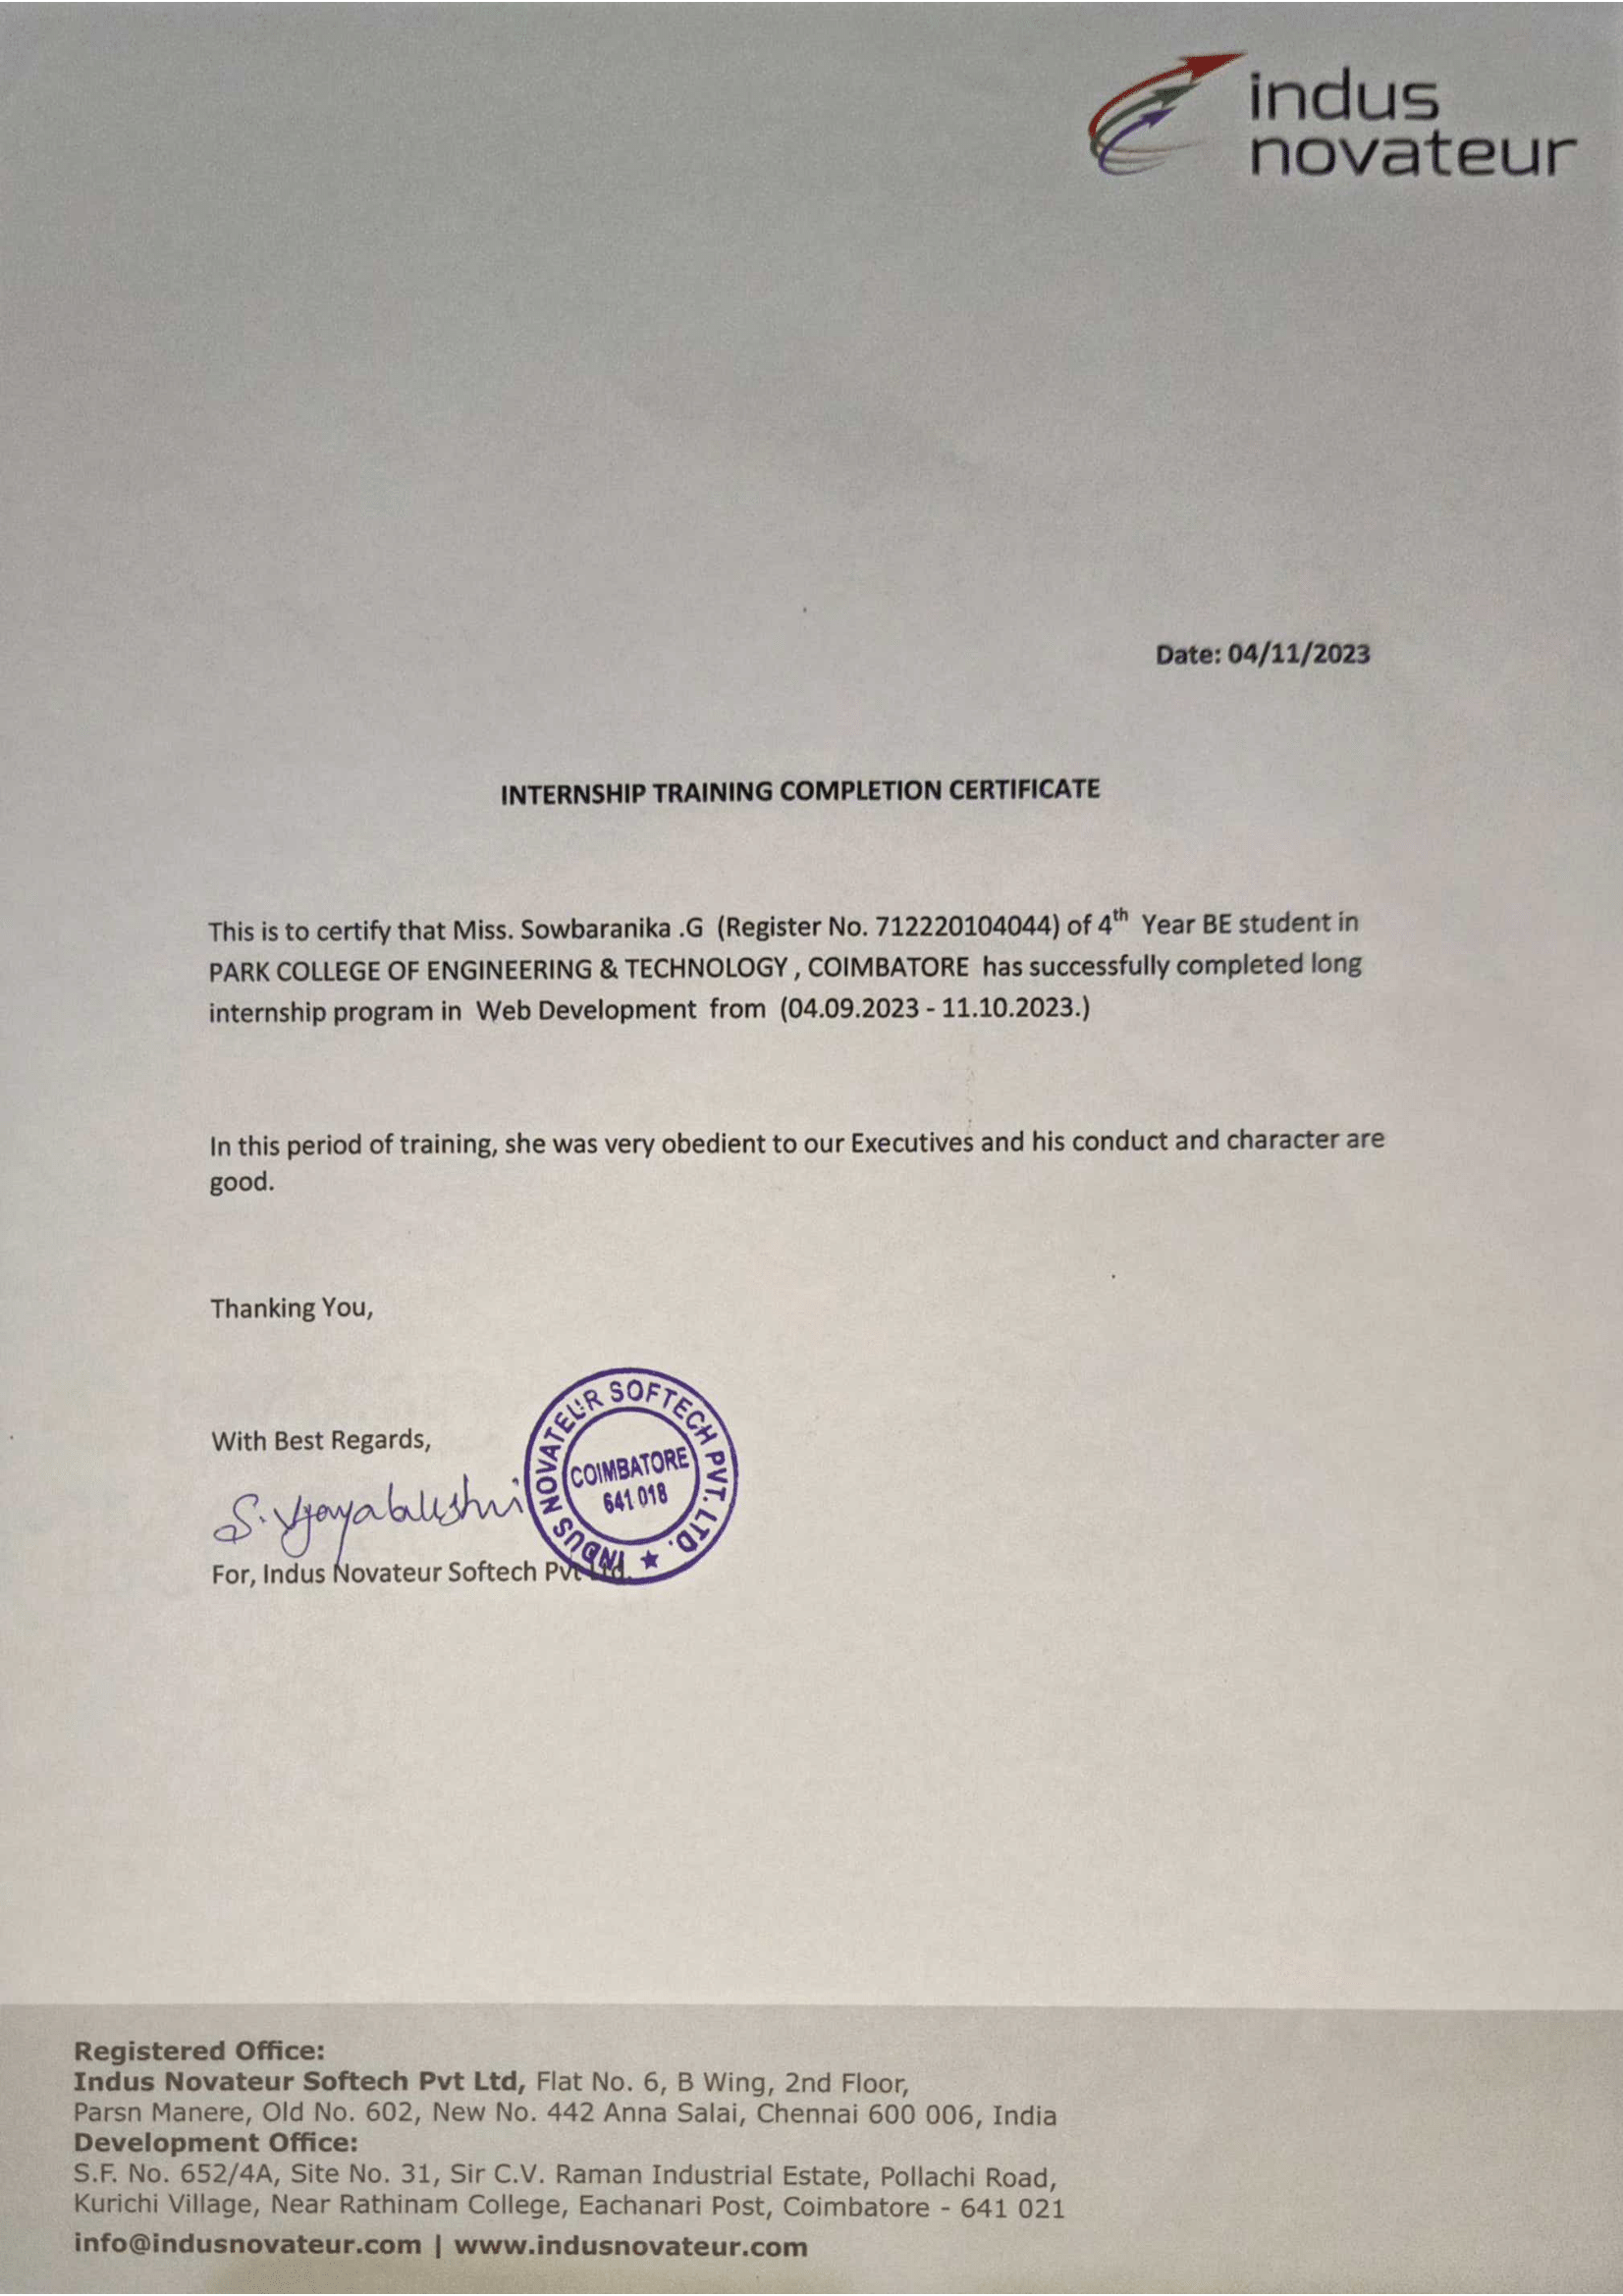 indus
novateur
Date: 04/11/2023
INTERNSHIP TRAINING COMPLETION CERTIFICATE
This is to certify that Miss. Sowbaranika .G (Register No. 712220104044) of 4th Year BE student in
PARK COLLEGE OF ENGINEERING & TECHNOLOGY , COIMBATORE has successfully completed long
internship program in Web Development from (04.09.2023 - 11.10.2023.)
In this period of training, she was very obedient to our Executives and his conduct and character are
good.
Thanking You,
With Best Regards,
INDUS NOVATEUR SOFTECH PVT. LTD. ★
COIMBATORE
641 018
For, Indus Novateur Softech Pvt Ltd.
Registered Office:
Indus Novateur Softech Pvt Ltd, Flat No. 6, B Wing, 2nd Floor,
Parsn Manere, Old No. 602, New No. 442 Anna Salai, Chennai 600 006, India
Development Office:
S.F. No. 652/4A, Site No. 31, Sir C.V. Raman Industrial Estate, Pollachi Road,
Kurichi Village, Near Rathinam College, Eachanari Post, Coimbatore - 641 021
info@indusnovateur.com | www.indusnovateur.com